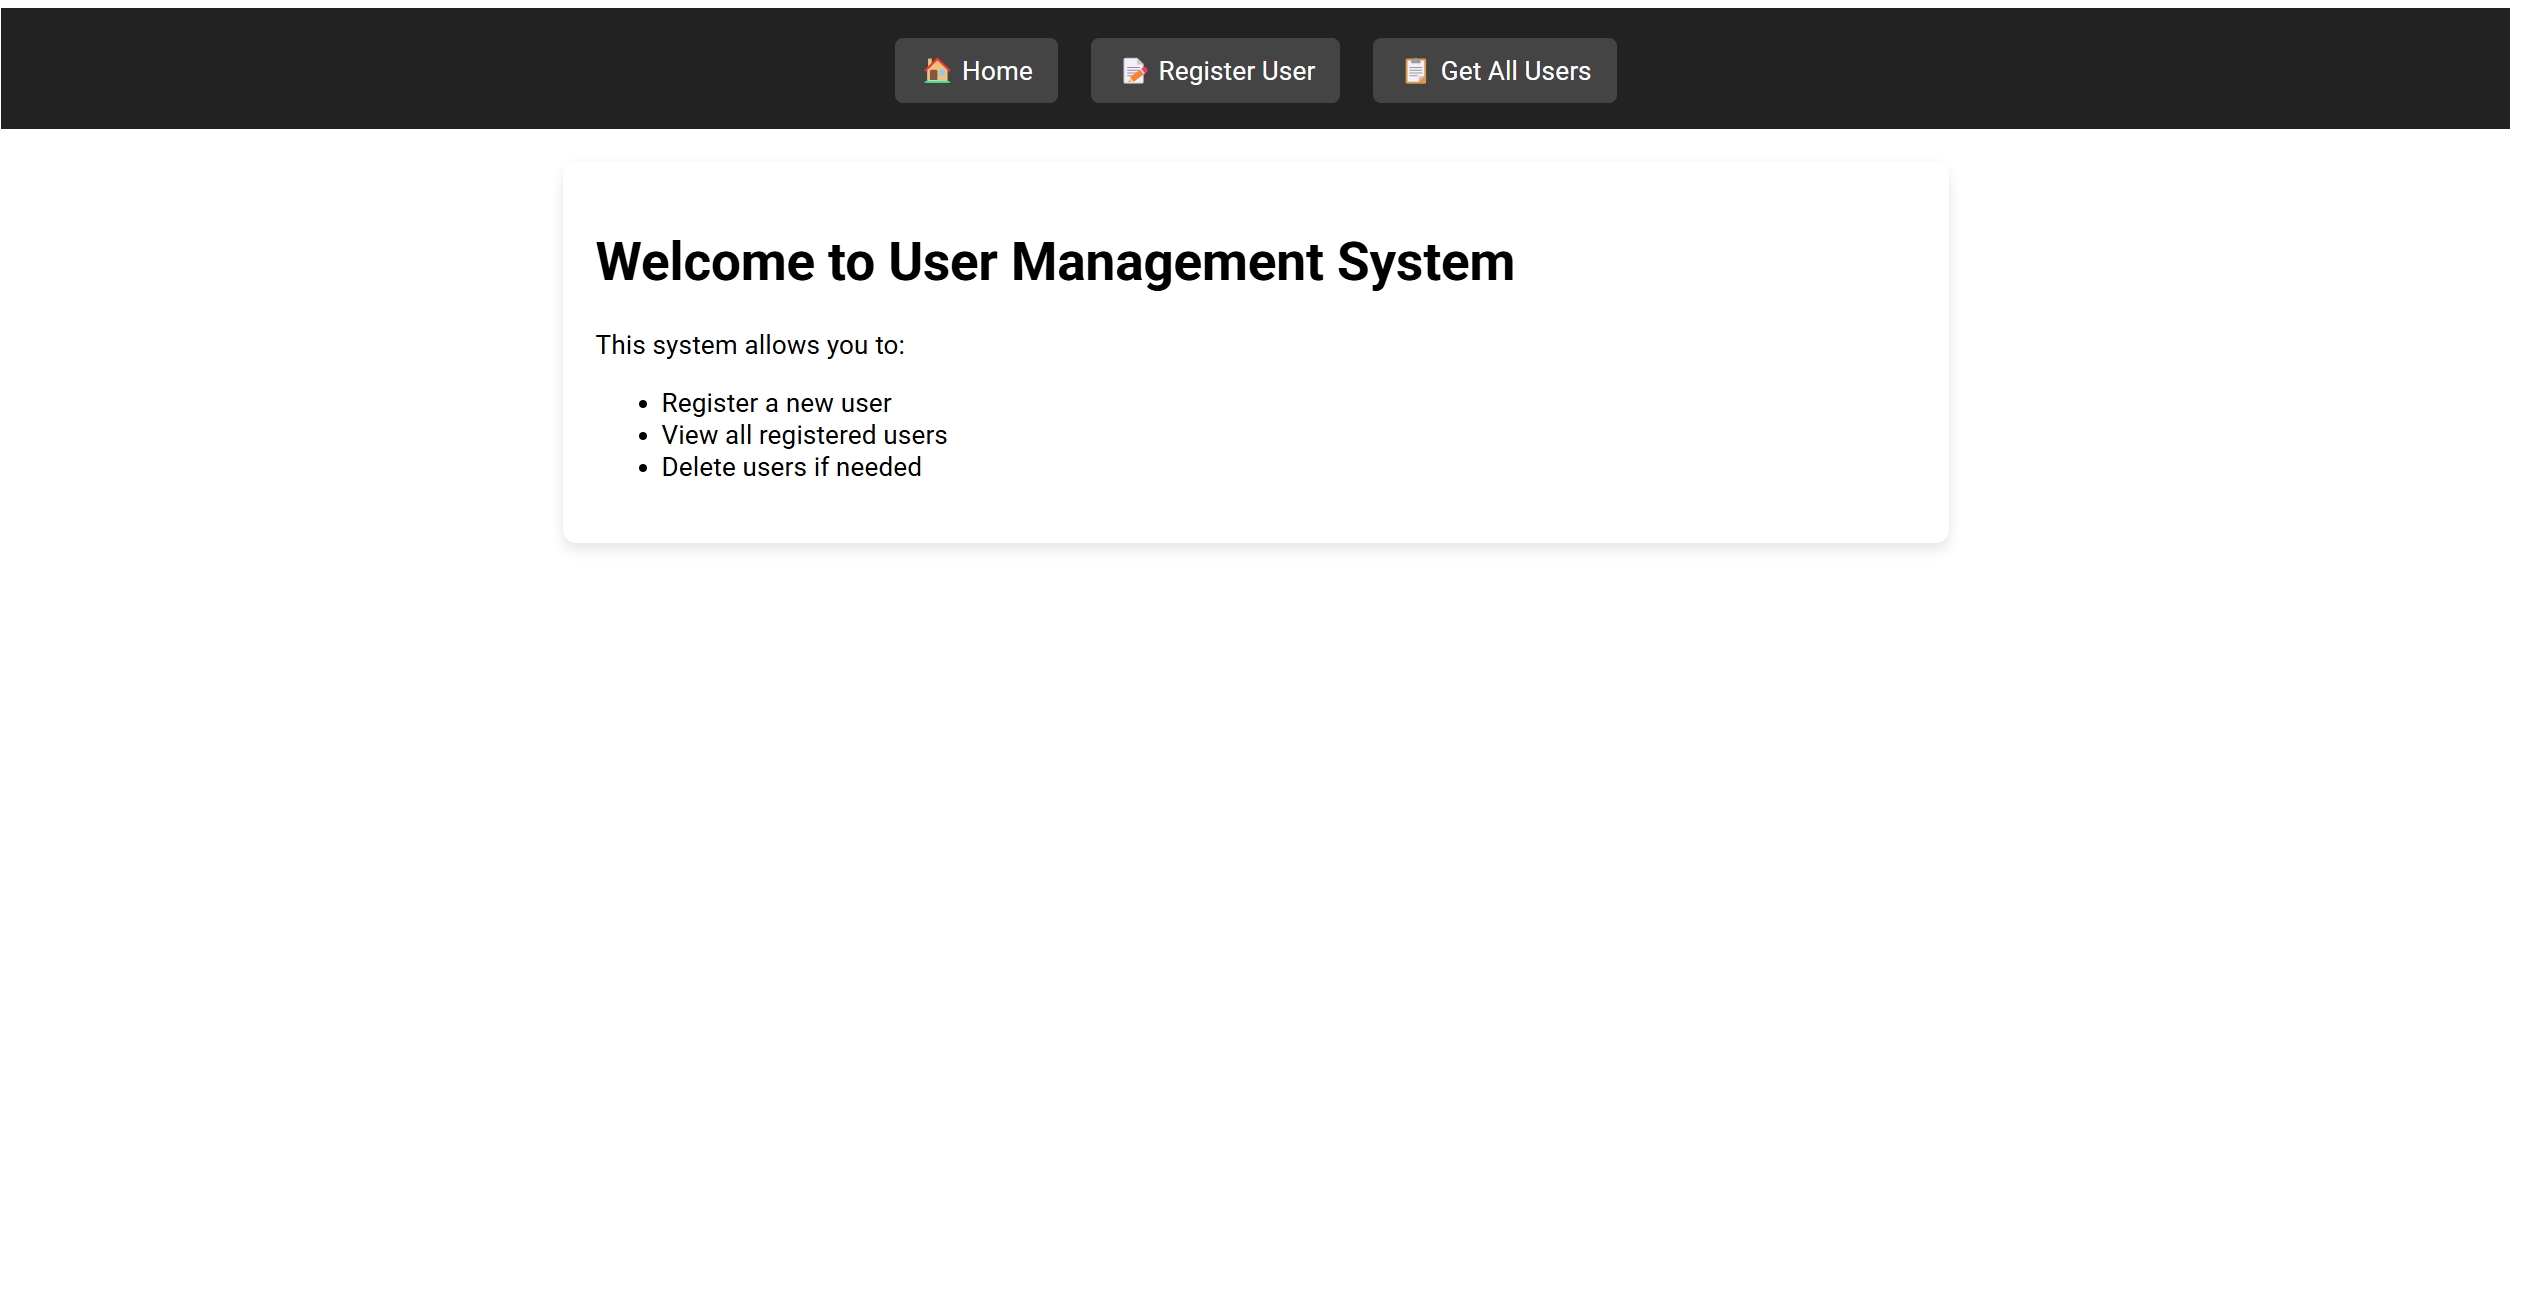 🏠 Home 📝 Register User 📋 Get All Users
Welcome to User Management System
This system allows you to:
• Register a new user
• View all registered users
• Delete users if needed